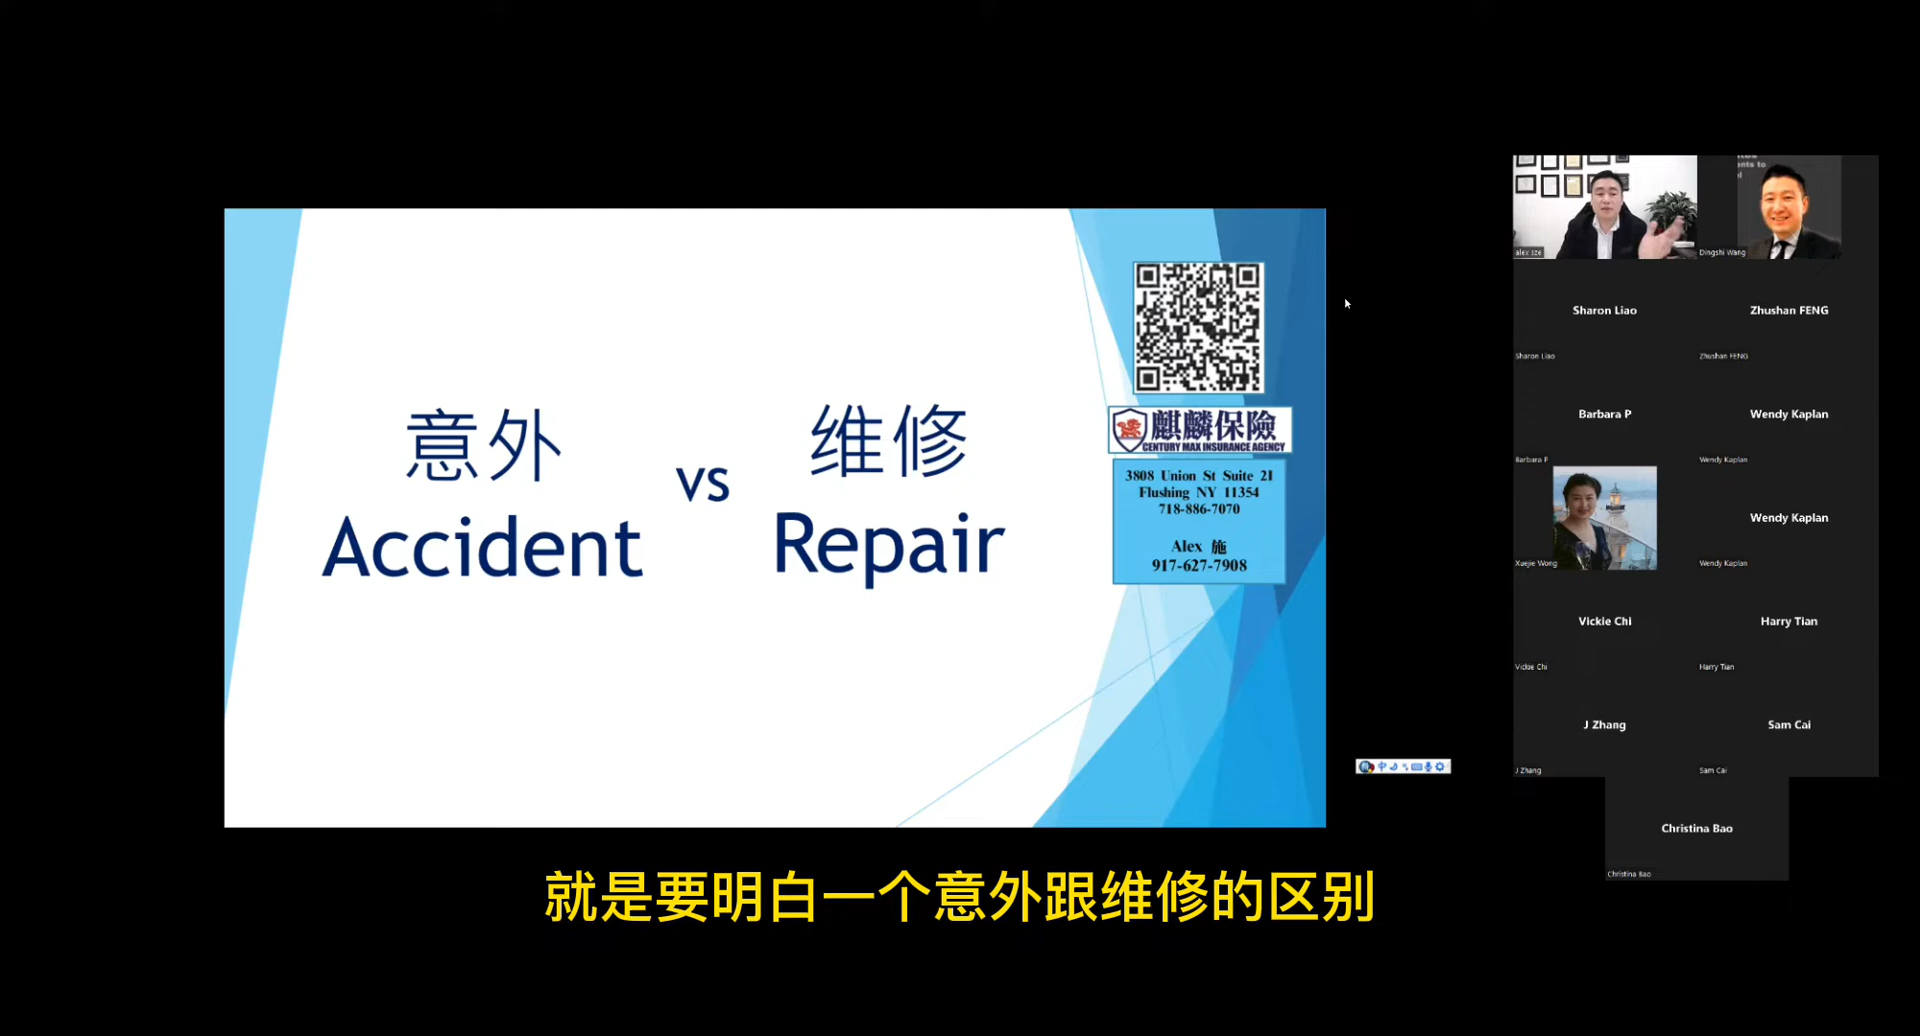 意外
Accident
vs
维修
Repair
麒麟保險
CENTURY MAX INSURANCE AGENCY
3808 Union St Suite 2I
Flushing NY 11354
718-886-7070
Alex 施
917-627-7908
就是要明白一个意外跟维修的区别
alex sze
Dingshi Wang
Sharon Liao
Zhushan FENG
Sharon Liao
Zhushan FENG
Barbara P
Wendy Kaplan
Barbara P
Wendy Kaplan
Wendy Kaplan
Xuejie Wong
Wendy Kaplan
Vickie Chi
Harry Tian
Vickie Chi
Harry Tian
J Zhang
Sam Cai
J Zhang
Sam Cai
Christina Bao
Christina Bao
中